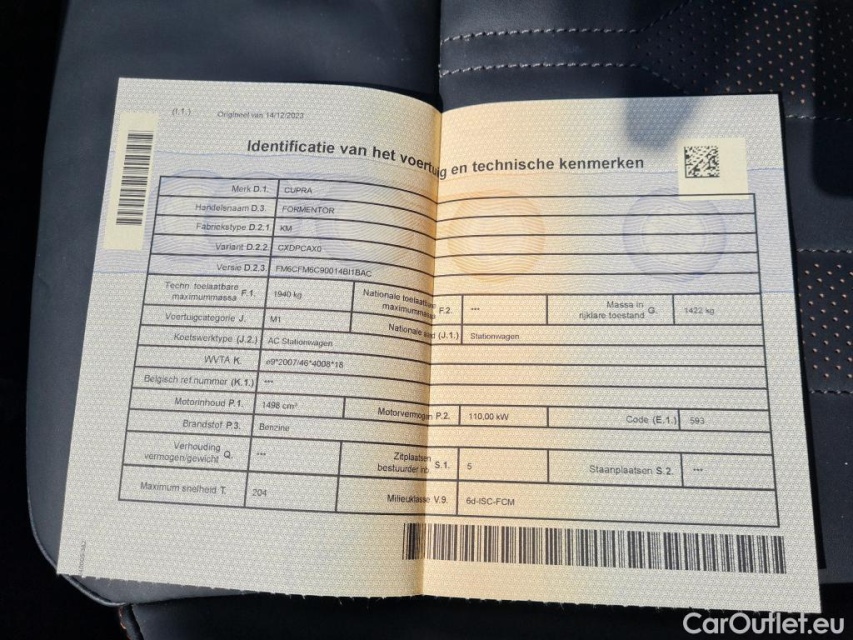 (I.1.) Origineel van 14/12/2023
Identificatie van het voertuig en technische kenmerken
Merk D.1. CUPRA
Handelsnaam D.3. FORMENTOR
Fabriekstype D.2.1. KM
Variant D.2.2. CXDPCAX0
Versie D.2.3. FM6CFM6C90014BI1BAC
Techn. toelaatbare maximummassa F.1. 1940 kg Nationale toelaatbare maximummassa F.2. --- Massa in rijklare toestand G. 1422 kg
Voertuigcategorie J. M1 Nationale (J.1.) Stationwagen
Koetswerktype (J.2.) AC Stationwagen
WVTA K. e9*2007/46*4008*18
Belgisch ref.nummer (K.1.) ---
Motorinhoud P.1. 1498 cm³ Motorvermogen P.2. 110,00 kW Code (E.1.) 593
Brandstof P.3. Benzine
Verhouding vermogen/gewicht Q. --- Zitplaatsen bestuurder inb. S.1. 5 Staanplaatsen S.2. ---
Maximum snelheid T. 204 Milieuklasse V.9. 6d-ISC-FCM
CarOutlet.eu